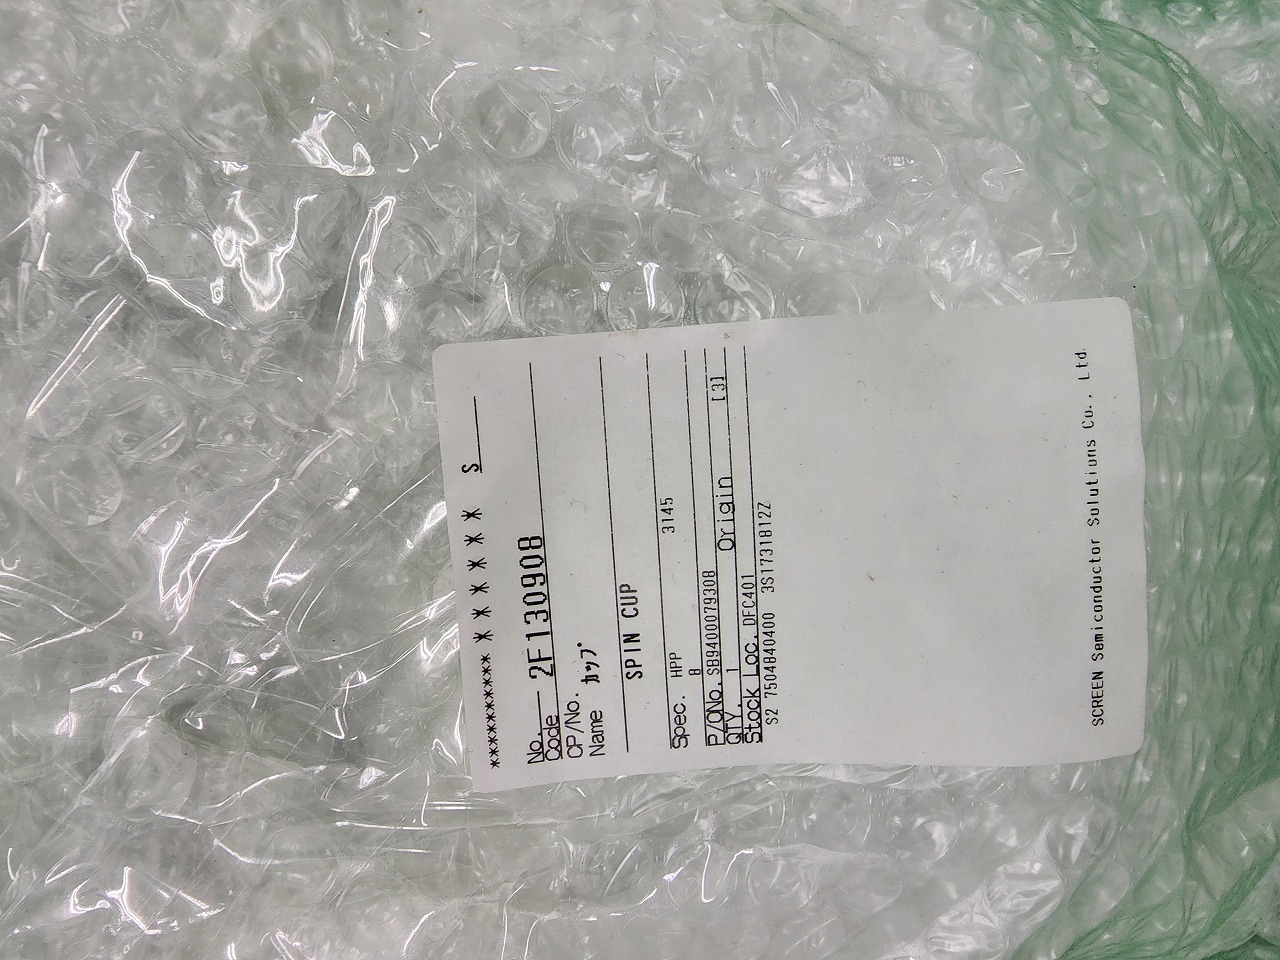 ********** * * * * * * S
No. 2F130908
Code
CP/No.
Name カップ
SPIN CUP
Spec. HPP 3145
8
P/ONo. SB9400079308
QTY. 1 Origin [3]
Stock Loc. DFC401
S2 7504840400 3S1731812Z
SCREEN Semiconductor Solutions Co., Ltd.